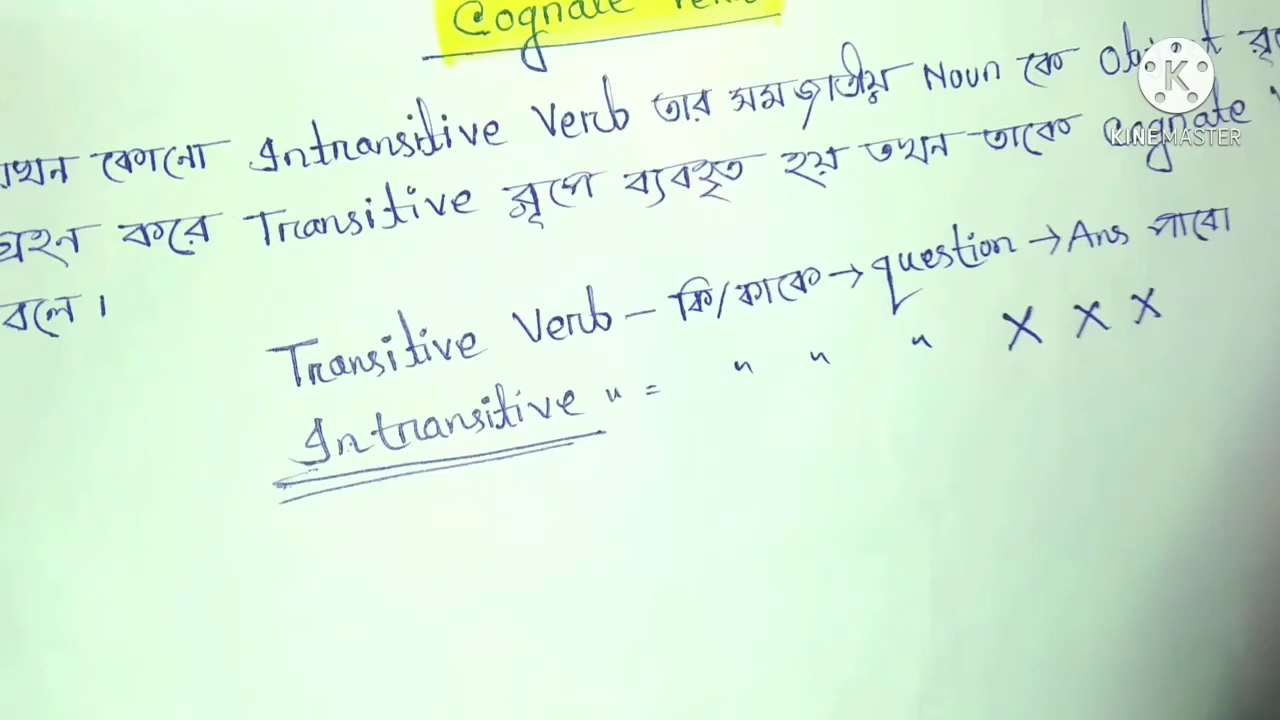 Cognate
যখন কোনো Intransitive Verb তার সমজাতীয় Noun কে Object
গ্রহন করে Transitive রূপে ব্যবহৃত হয় তখন তাকে Cognate
বলে ।
Transitive Verb – কি/কাকে → question → Ans পাবো
Intransitive " = " " " X X X
KINEMASTER